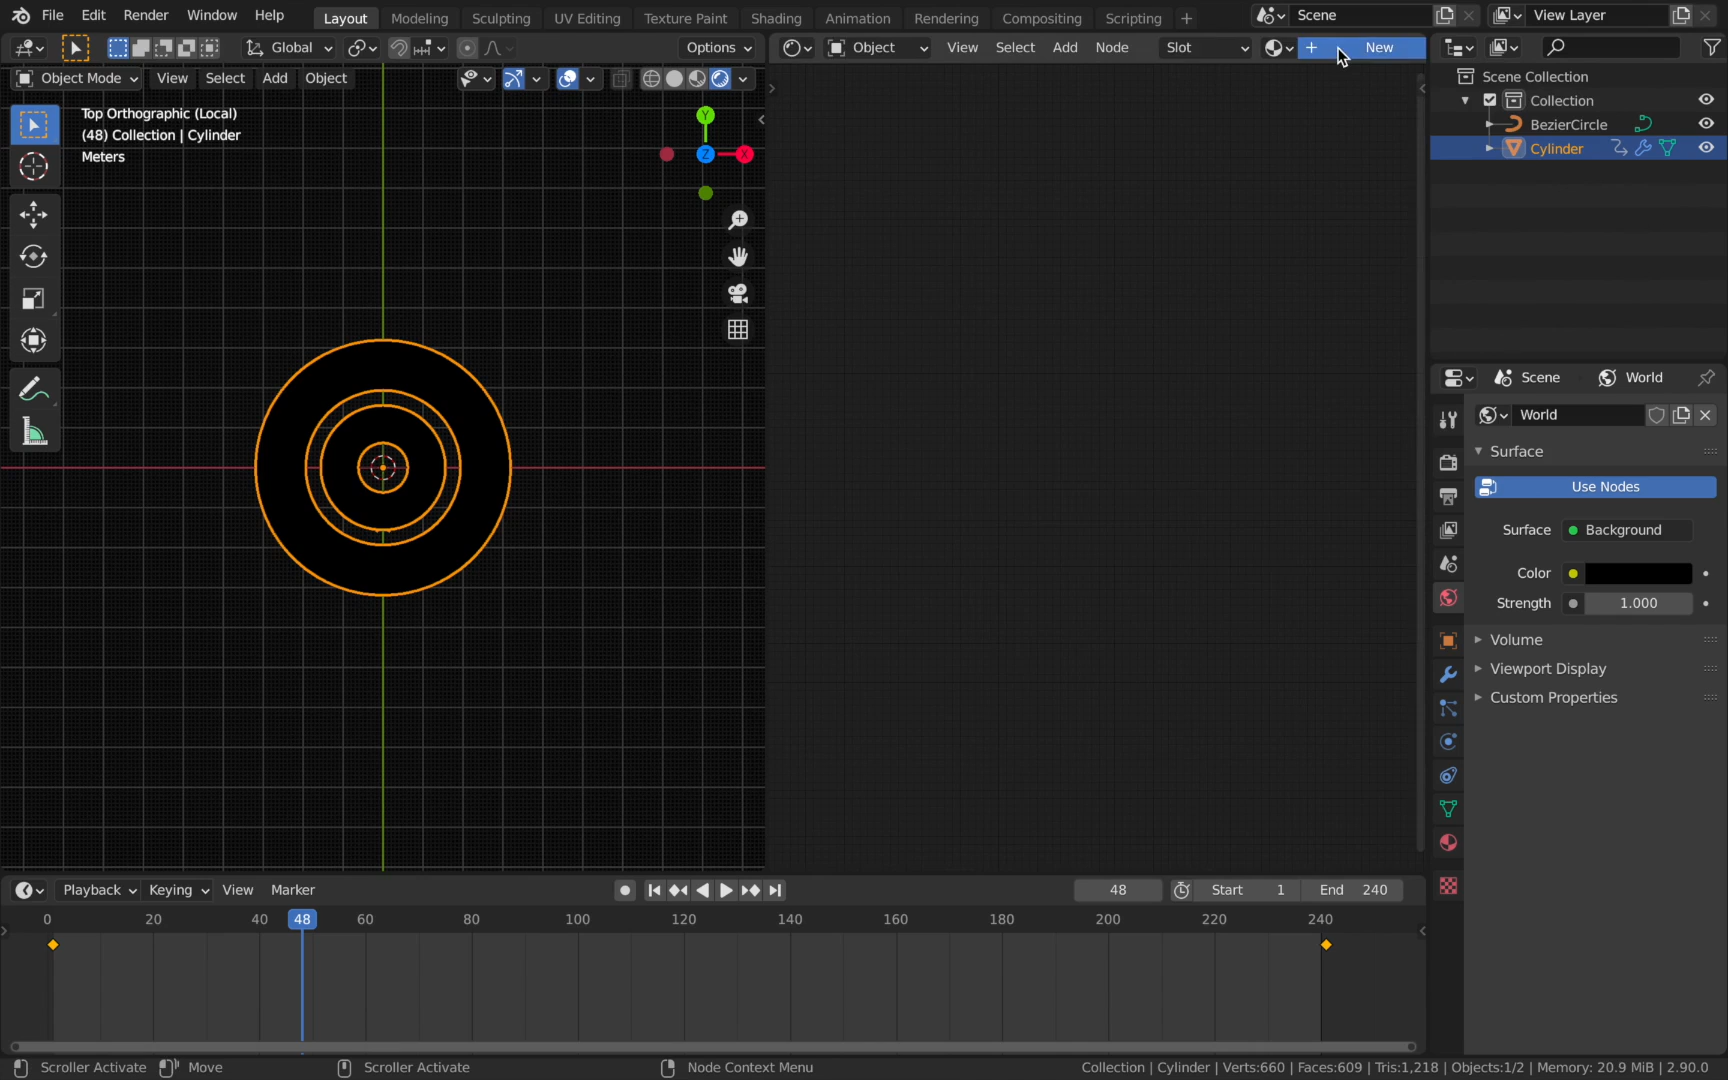 File Edit Render Window Help Layout Modeling Sculpting UV Editing Texture Paint Shading Animation Rendering Compositing Scripting + Scene View Layer
Global Options Object View Select Add Node Slot + New
Object Mode View Select Add Object
Top Orthographic (Local)
(48) Collection | Cylinder
Meters
Y
Z X
Scene Collection
Collection
BezierCircle
Cylinder
Scene World
World
Surface
Use Nodes
Surface Background
Color
Strength 1.000
Volume
Viewport Display
Custom Properties
Playback Keying View Marker 48 Start 1 End 240
0 20 40 48 60 80 100 120 140 160 180 200 220 240
Scroller Activate Move Scroller Activate Node Context Menu Collection | Cylinder | Verts:660 | Faces:609 | Tris:1,218 | Objects:1/2 | Memory: 20.9 MiB | 2.90.0